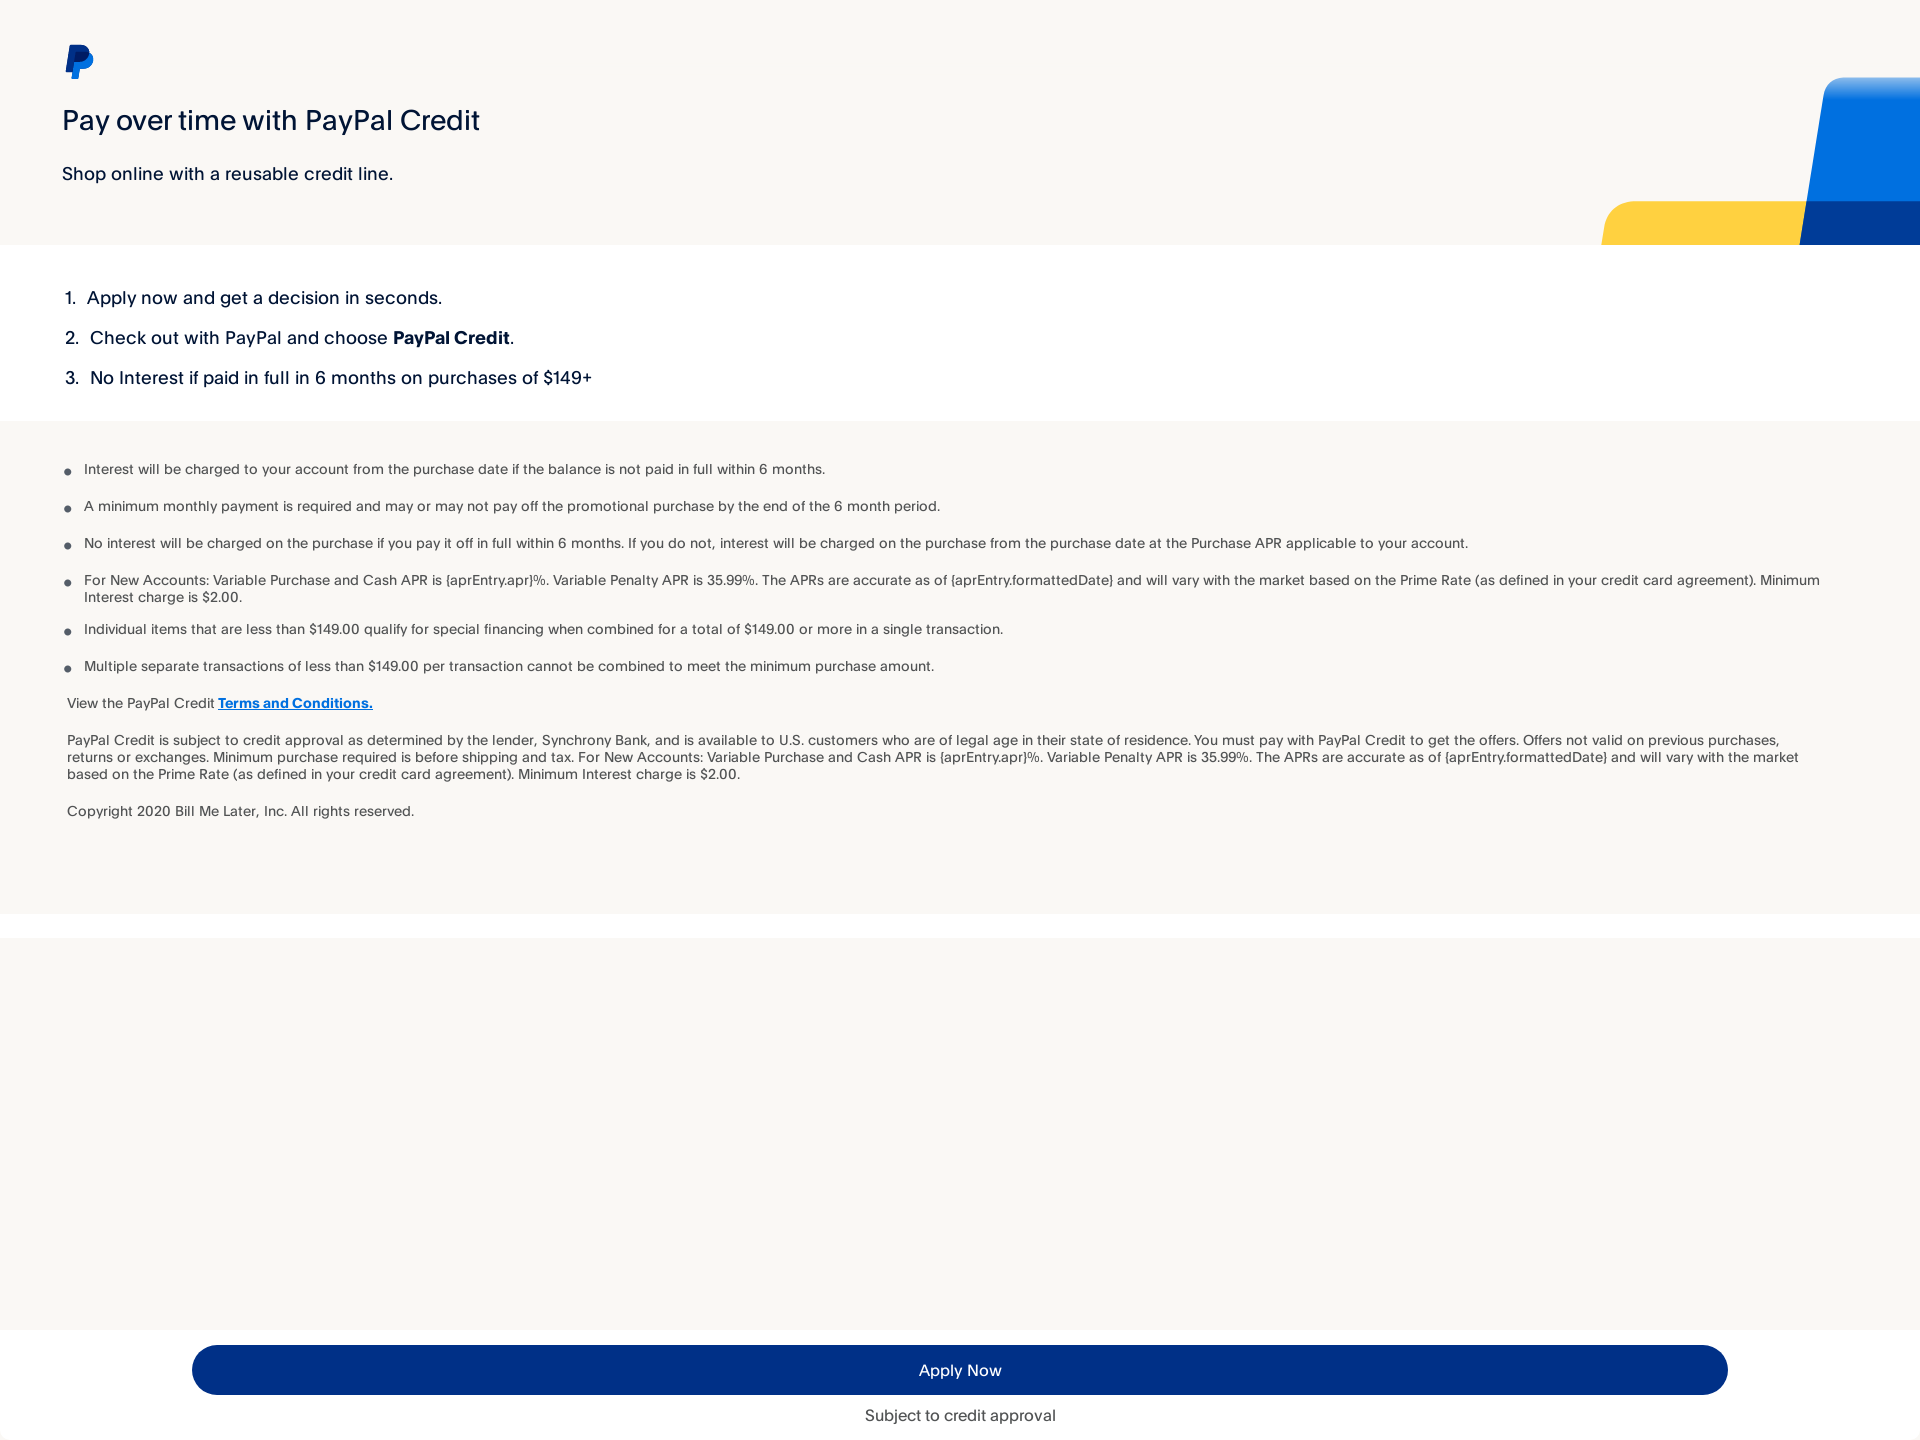 Pay over time with PayPal Credit
Shop online with a reusable credit line.
1. Apply now and get a decision in seconds.
2. Check out with PayPal and choose PayPal Credit.
3. No Interest if paid in full in 6 months on purchases of $149+
• Interest will be charged to your account from the purchase date if the balance is not paid in full within 6 months.
• A minimum monthly payment is required and may or may not pay off the promotional purchase by the end of the 6 month period.
• No interest will be charged on the purchase if you pay it off in full within 6 months. If you do not, interest will be charged on the purchase from the purchase date at the Purchase APR applicable to your account.
• For New Accounts: Variable Purchase and Cash APR is {aprEntry.apr}%. Variable Penalty APR is 35.99%. The APRs are accurate as of {aprEntry.formattedDate} and will vary with the market based on the Prime Rate (as defined in your credit card agreement). Minimum
Interest charge is $2.00.
• Individual items that are less than $149.00 qualify for special financing when combined for a total of $149.00 or more in a single transaction.
• Multiple separate transactions of less than $149.00 per transaction cannot be combined to meet the minimum purchase amount.
View the PayPal Credit Terms and Conditions.
PayPal Credit is subject to credit approval as determined by the lender, Synchrony Bank, and is available to U.S. customers who are of legal age in their state of residence. You must pay with PayPal Credit to get the offers. Offers not valid on previous purchases,
returns or exchanges. Minimum purchase required is before shipping and tax. For New Accounts: Variable Purchase and Cash APR is {aprEntry.apr}%. Variable Penalty APR is 35.99%. The APRs are accurate as of {aprEntry.formattedDate} and will vary with the market
based on the Prime Rate (as defined in your credit card agreement). Minimum Interest charge is $2.00.
Copyright 2020 Bill Me Later, Inc. All rights reserved.
Apply Now
Subject to credit approval